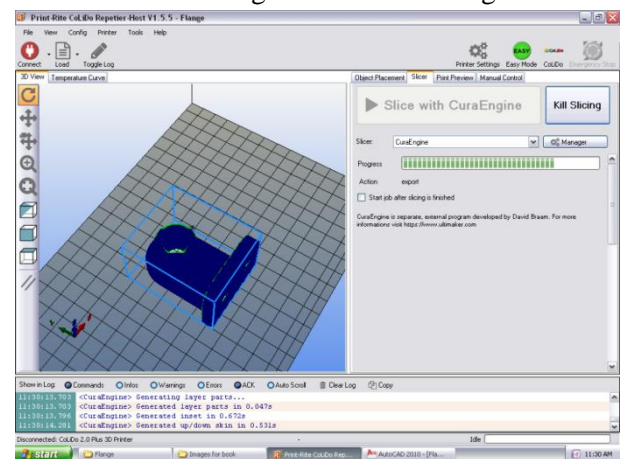 Print-Rite CoLiDo Repetier-Host V1.5.5 - Flange
File View Config Printer Tools Help
Connect Load Toggle Log Printer Settings Easy Mode CoLiDo Emergency Stop
EASY
3D View Temperature Curve Object Placement Slicer Print Preview Manual Control
Slice with CuraEngine Kill Slicing
Slicer: CuraEngine Manager
Progress
Action: export
Start job after slicing is finished
CuraEngine is separate, external program developed by David Braam. For more
informations visit https://www.ultimaker.com
Show in Log: Commands Infos Warnings Errors ACK Auto Scroll Clear Log Copy
11:30:13.703 <CuraEngine> Generating layer parts...
11:30:13.703 <CuraEngine> Generated layer parts in 0.047s
11:30:13.796 <CuraEngine> Generated inset in 0.672s
11:30:14.281 <CuraEngine> Generated up/down skin in 0.531s
Disconnected: CoLiDo 2.0 Plus 3D Printer - Idle
start Flange Images for book Print-Rite CoLiDo Rep... AutoCAD 2010 - [Fla... 11:30 AM